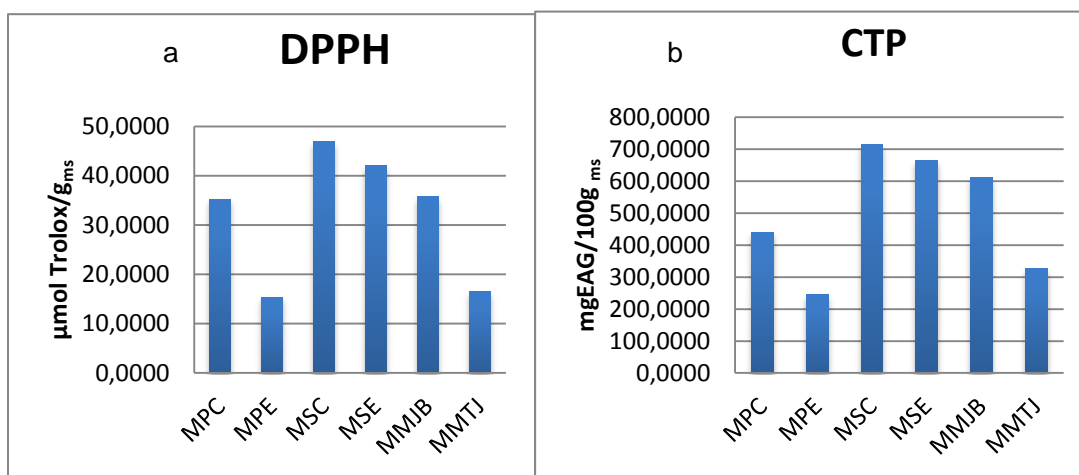 a DPPH
µmol Trolox/gms
50,0000
40,0000
30,0000
20,0000
10,0000
0,0000
MPC MPE MSC MSE MMJB MMTJ
b CTP
mgEAG/100g ms
800,0000
700,0000
600,0000
500,0000
400,0000
300,0000
200,0000
100,0000
0,0000
MPC MPE MSC MSE MMJB MMTJ